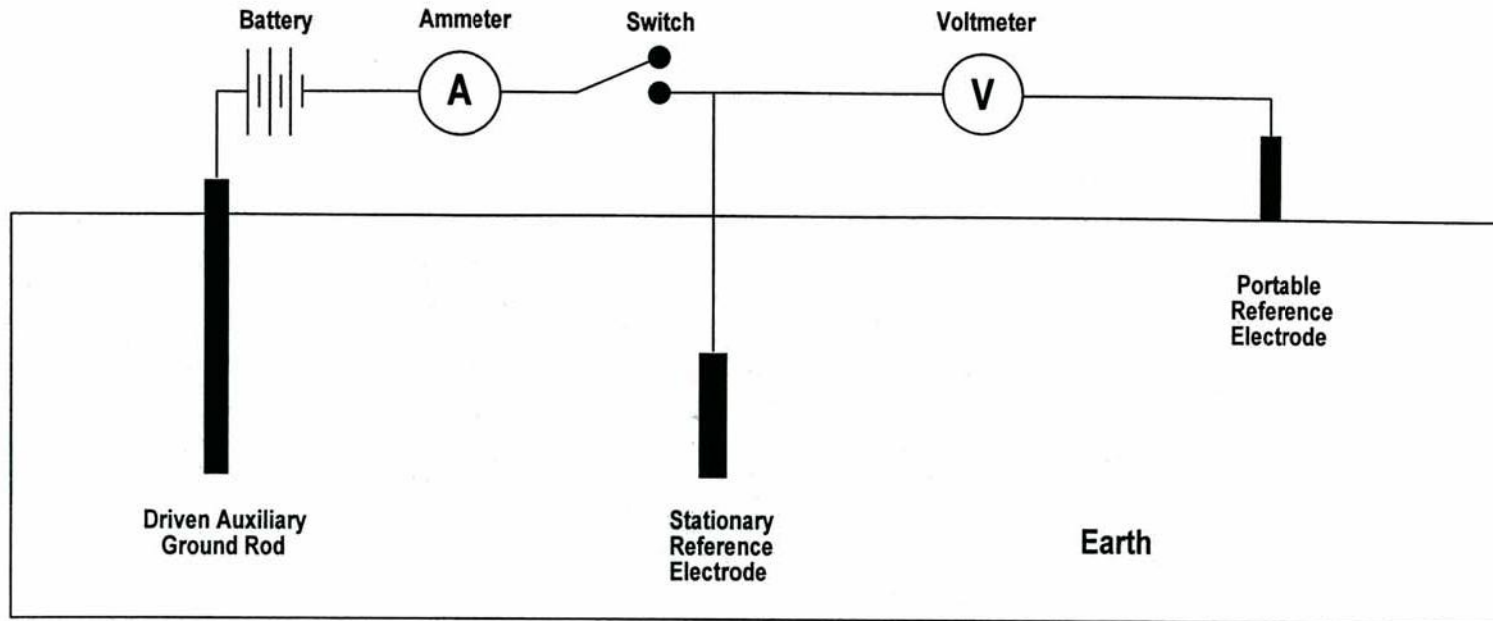 Battery
Ammeter
Switch
Voltmeter
A
V
Portable
Reference
Electrode
Driven Auxiliary
Ground Rod
Stationary
Reference
Electrode
Earth